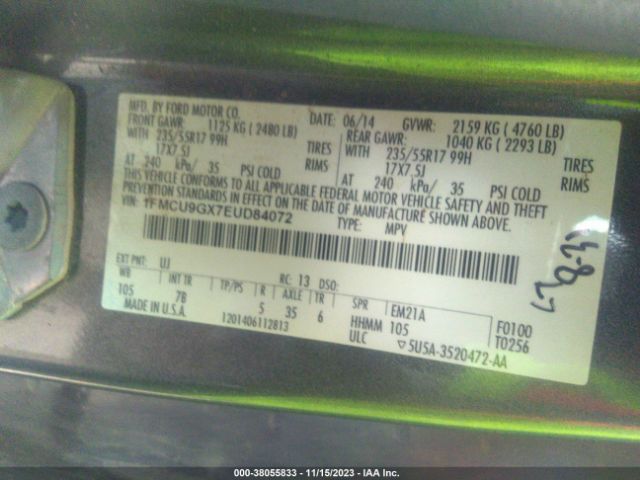 MFD. BY FORD MOTOR CO.
DATE: 06/14 GVWR: 2159 KG ( 4760 LB)
FRONT GAWR: 1125 KG ( 2480 LB) REAR GAWR: 1040 KG ( 2293 LB)
WITH 235/55R17 99H TIRES WITH 235/55R17 99H TIRES
17X7.5J RIMS 17X7.5J RIMS
AT 240 kPa/ 35 PSI COLD AT 240 kPa/ 35 PSI COLD
THIS VEHICLE CONFORMS TO ALL APPLICABLE FEDERAL MOTOR VEHICLE SAFETY AND THEFT
PREVENTION STANDARDS IN EFFECT ON THE DATE OF MANUFACTURE SHOWN ABOVE.
VIN: 1FMCU9GX7EUD84072
TYPE: MPV
EXT PNT: UJ RC: 13 DSO:
WB INT TR TP/PS R AXLE TR SPR EM21A F0100
105 7B 5 35 6 HHMM 105 T0256
MADE IN U.S.A. 1201406112813 ULC ▽5U5A-3520472-AA
000-38055833 - 11/15/2023 - IAA Inc.